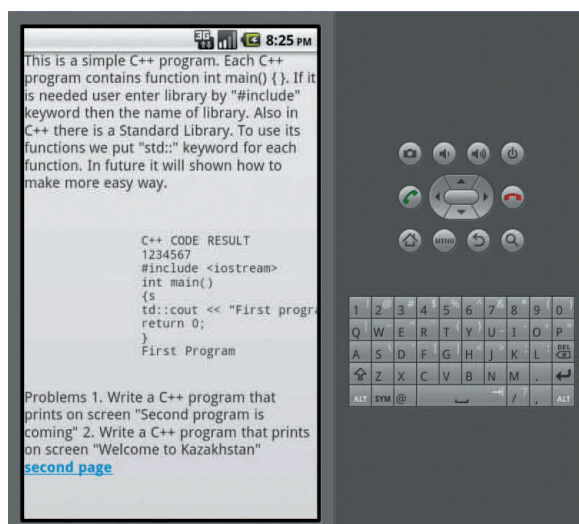 3G 8:25 PM
This is a simple C++ program. Each C++
program contains function int main() { }. If it
is needed user enter library by "#include"
keyword then the name of library. Also in
C++ there is a Standard Library. To use its
functions we put "std::" keyword for each
function. In future it will shown how to
make more easy way.
C++ CODE RESULT
1234567
#include <iostream>
int main()
{s
td::cout << "First progra
return 0;
}
First Program
Problems 1. Write a C++ program that
prints on screen "Second program is
coming" 2. Write a C++ program that prints
on screen "Welcome to Kazakhstan"
second page
MENU
1 ! 2 @ 3 # 4 $ 5 % 6 ^ 7 & 8 * 9 ( 0 )
Q W E R T Y U I O P
A S D F G H J K L DEL
Z X C V B N M .
ALT SYM @ / ? , ALT